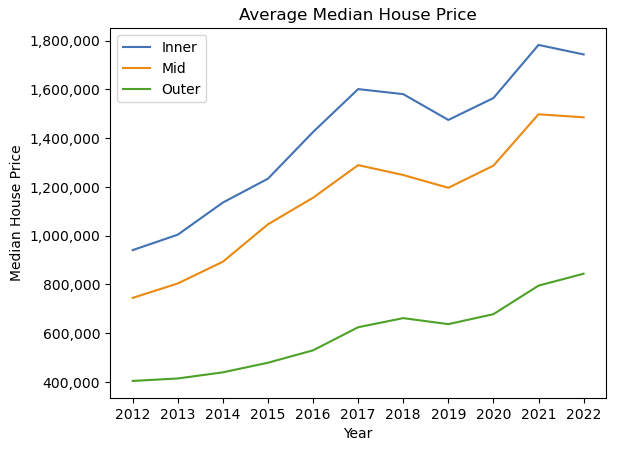 Average Median House Price
Inner
Mid
Outer
Median House Price
1,800,000
1,600,000
1,400,000
1,200,000
1,000,000
800,000
600,000
400,000
2012 2013 2014 2015 2016 2017 2018 2019 2020 2021 2022
Year